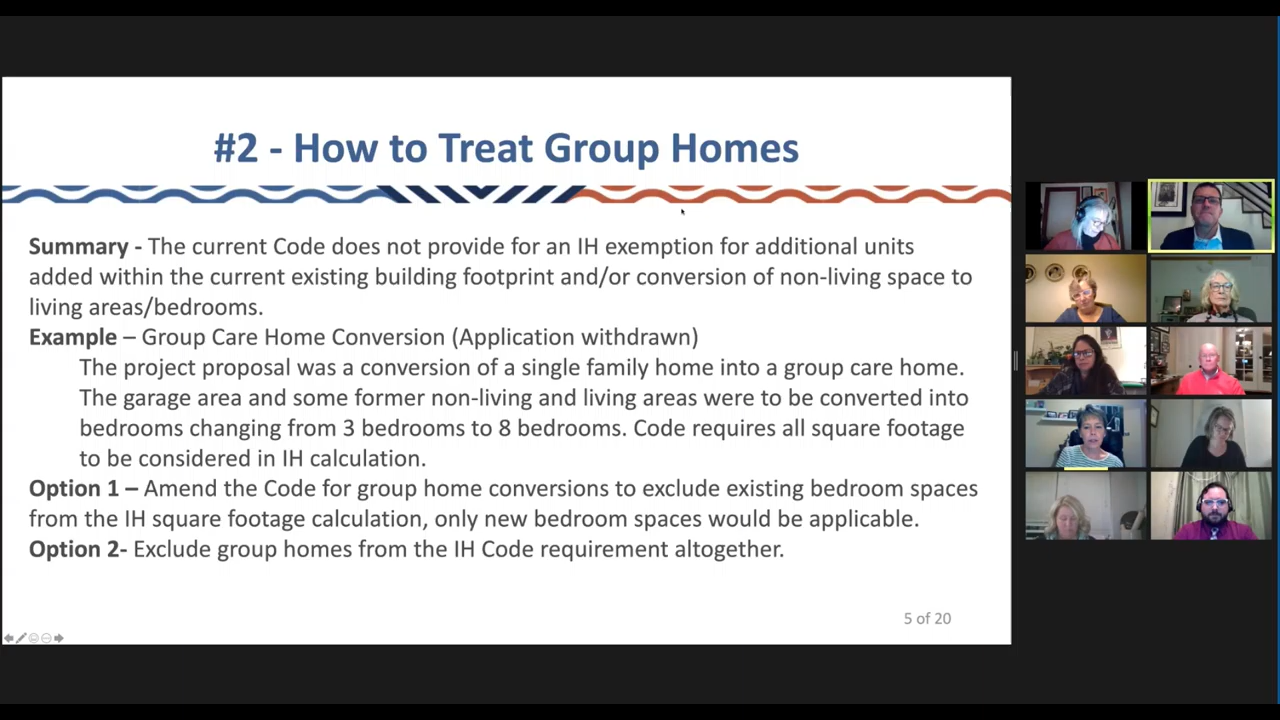 #2 - How to Treat Group Homes
Summary - The current Code does not provide for an IH exemption for additional units
added within the current existing building footprint and/or conversion of non-living space to
living areas/bedrooms.
Example – Group Care Home Conversion (Application withdrawn)
The project proposal was a conversion of a single family home into a group care home.
The garage area and some former non-living and living areas were to be converted into
bedrooms changing from 3 bedrooms to 8 bedrooms. Code requires all square footage
to be considered in IH calculation.
Option 1 – Amend the Code for group home conversions to exclude existing bedroom spaces
from the IH square footage calculation, only new bedroom spaces would be applicable.
Option 2- Exclude group homes from the IH Code requirement altogether.
5 of 20